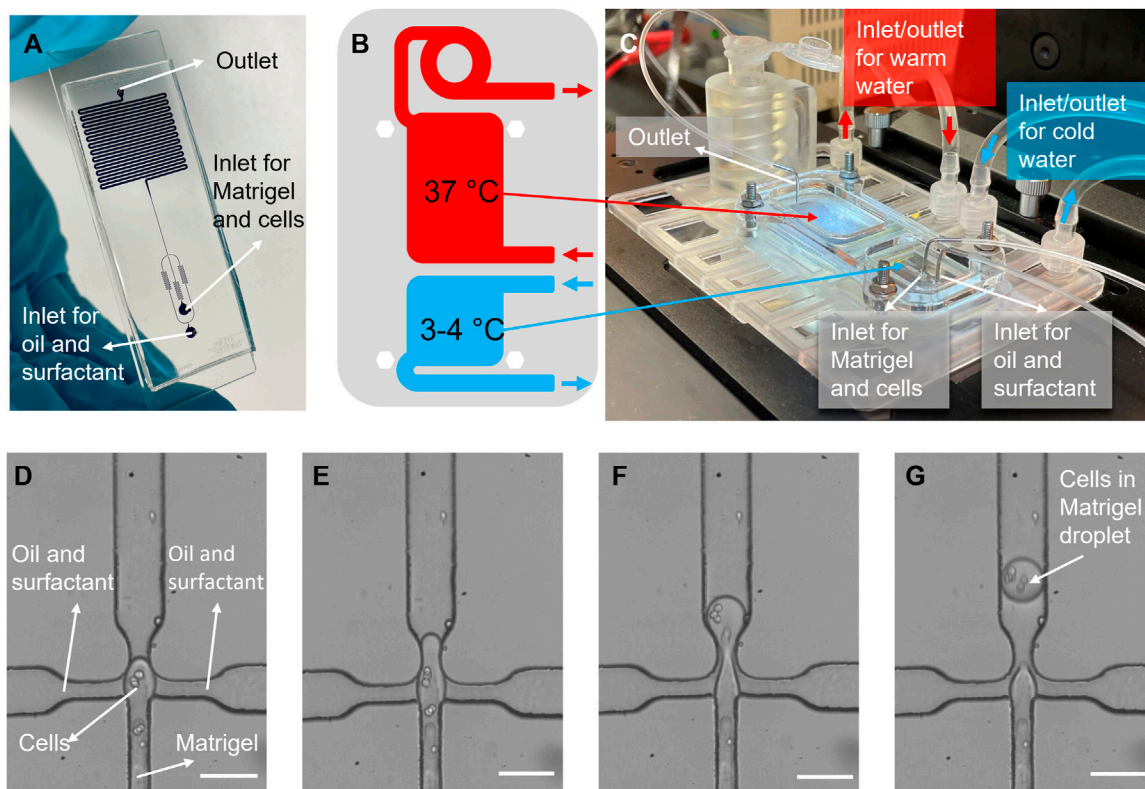 A
Outlet
Inlet for
Matrigel
and cells
Inlet for
oil and
surfactant
B
37 °C
3-4 °C
C
Inlet/outlet
for warm
water
Inlet/outlet
for cold
water
Outlet
Inlet for
Matrigel
and cells
Inlet for
oil and
surfactant
D
Oil and
surfactant
Oil and
surfactant
Cells
Matrigel
E
F
G
Cells in
Matrigel
droplet